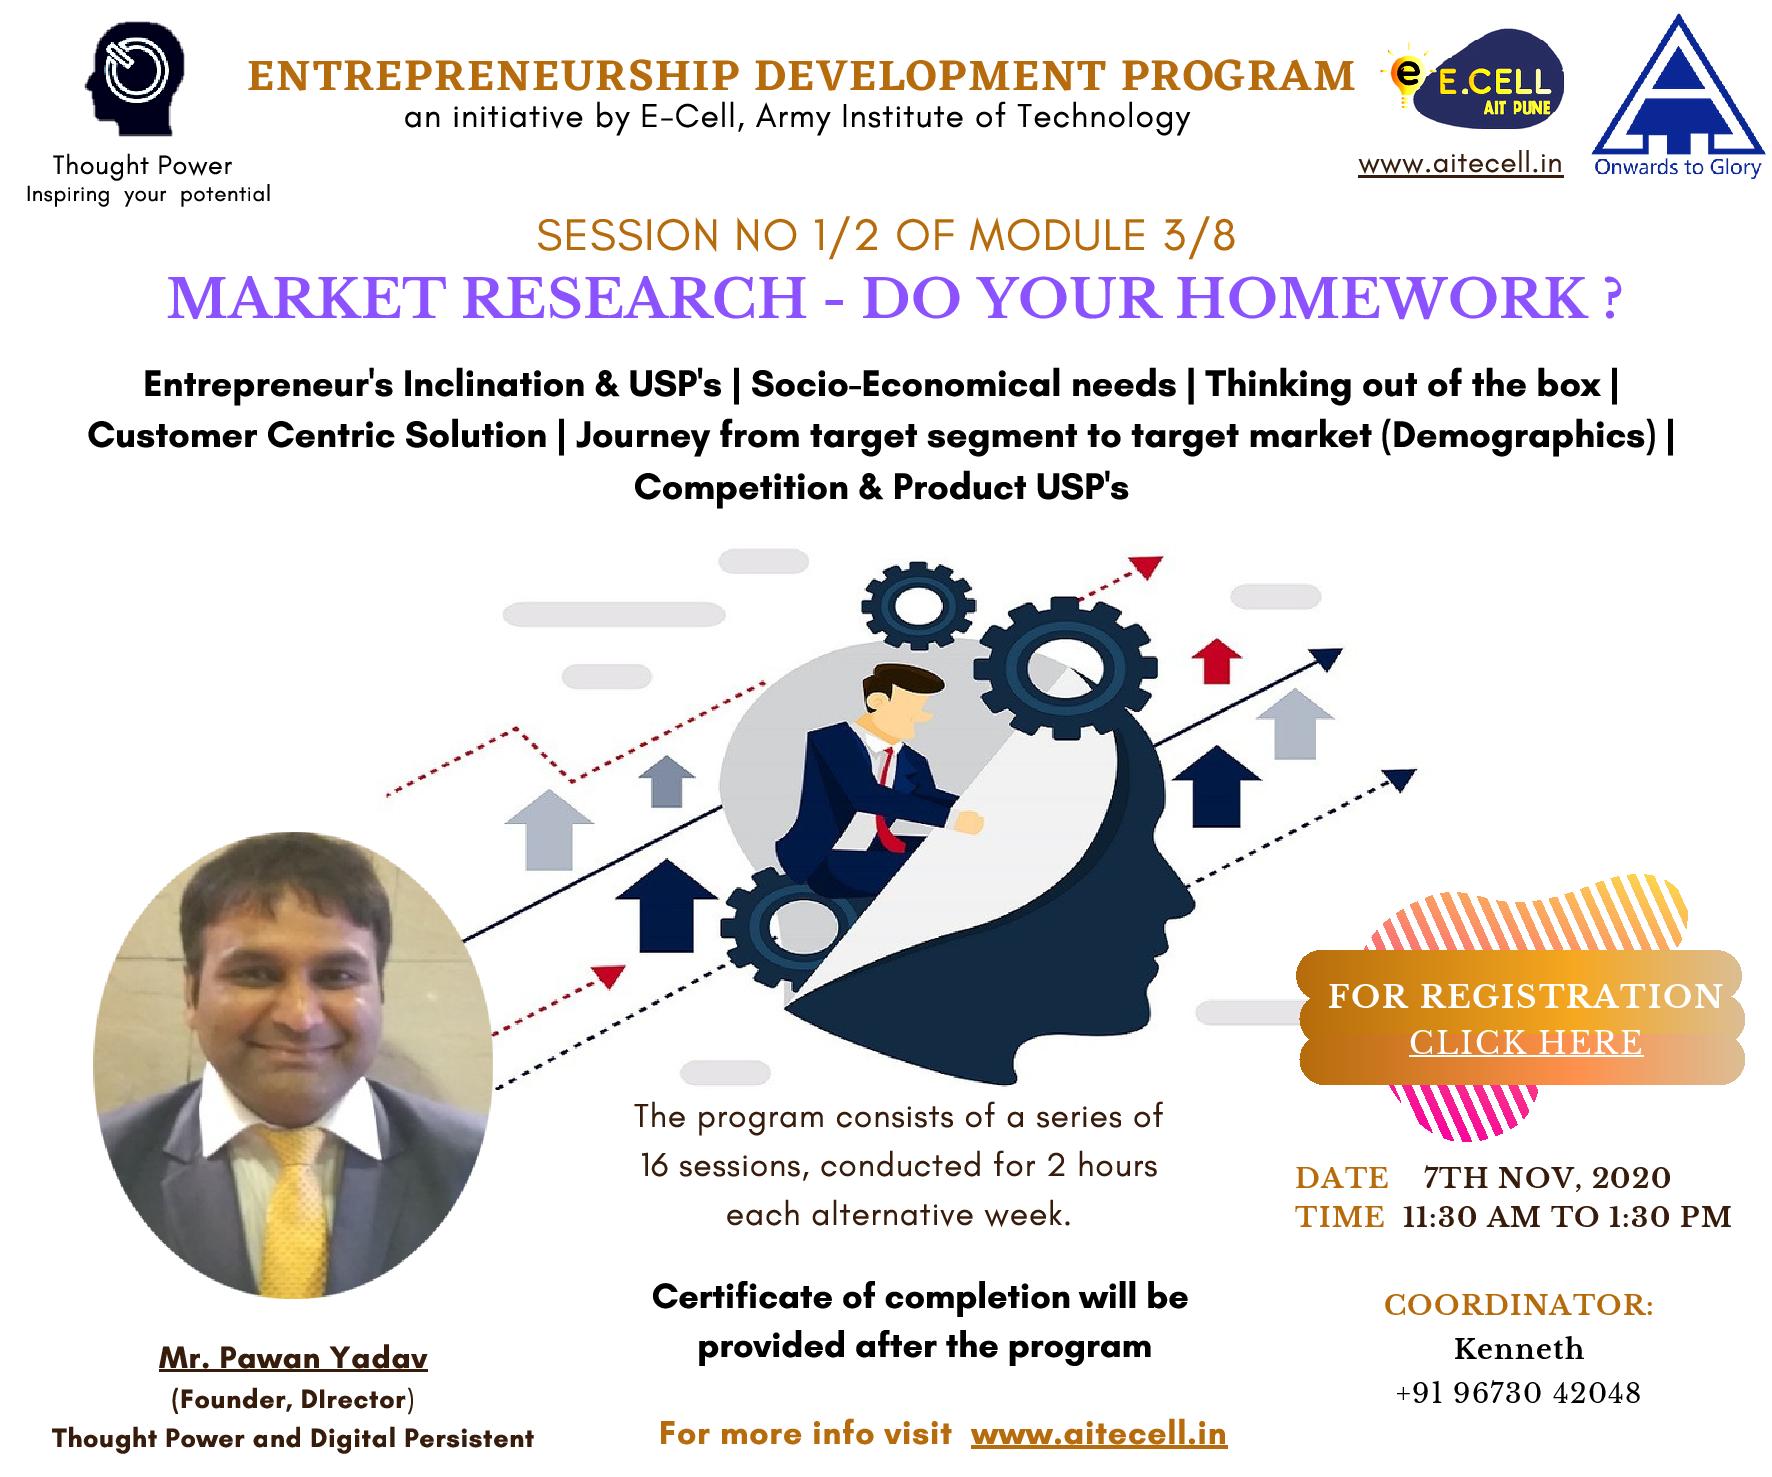 ENTREPRENEURSHIP DEVELOPMENT PROGRAM
an initiative by E-Cell, Army Institute of Technology
Thought Power
Inspiring your potential
e E.CELL
AIT PUNE
www.aitecell.in
Onwards to Glory
SESSION NO 1/2 OF MODULE 3/8
MARKET RESEARCH - DO YOUR HOMEWORK ?
Entrepreneur's Inclination & USP's | Socio-Economical needs | Thinking out of the box |
Customer Centric Solution | Journey from target segment to target market (Demographics) |
Competition & Product USP's
FOR REGISTRATION
CLICK HERE
The program consists of a series of
16 sessions, conducted for 2 hours
each alternative week.
DATE 7TH NOV, 2020
TIME 11:30 AM TO 1:30 PM
Certificate of completion will be
provided after the program
COORDINATOR:
Kenneth
+91 96730 42048
Mr. Pawan Yadav
(Founder, DIrector)
Thought Power and Digital Persistent
For more info visit www.aitecell.in